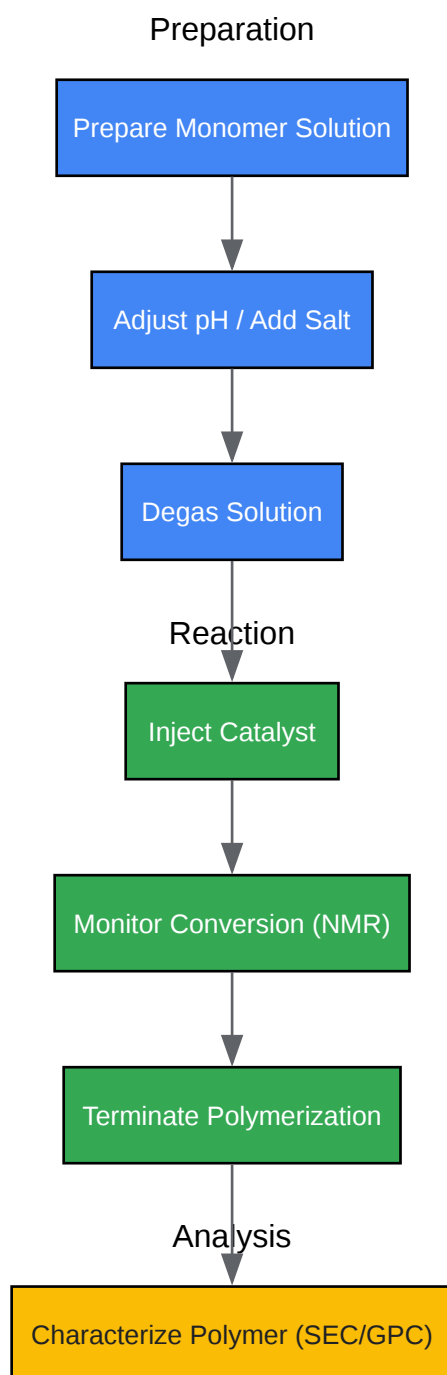 Preparation
Prepare Monomer Solution
Adjust pH / Add Salt
Degas Solution
Reaction
Inject Catalyst
Monitor Conversion (NMR)
Terminate Polymerization
Analysis
Characterize Polymer (SEC/GPC)